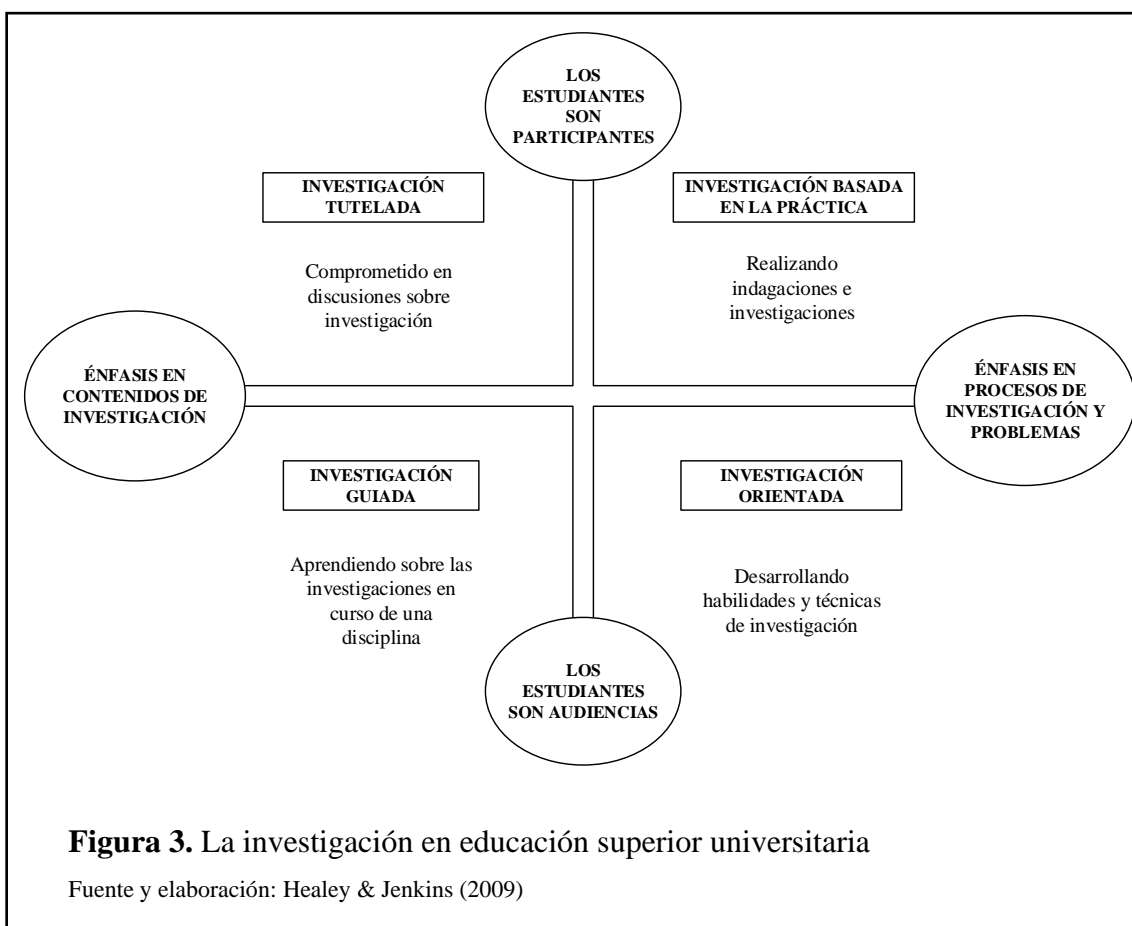 LOS
ESTUDIANTES
SON
PARTICIPANTES
INVESTIGACIÓN
TUTELADA
INVESTIGACIÓN BASADA
EN LA PRÁCTICA
Comprometido en
discusiones sobre
investigación
Realizando
indagaciones e
investigaciones
ÉNFASIS EN
CONTENIDOS DE
INVESTIGACIÓN
ÉNFASIS EN
PROCESOS DE
INVESTIGACIÓN Y
PROBLEMAS
INVESTIGACIÓN
GUIADA
INVESTIGACIÓN
ORIENTADA
Aprendiendo sobre las
investigaciones en
curso de una
disciplina
Desarrollando
habilidades y técnicas
de investigación
LOS
ESTUDIANTES
SON AUDIENCIAS
Figura 3. La investigación en educación superior universitaria
Fuente y elaboración: Healey & Jenkins (2009)